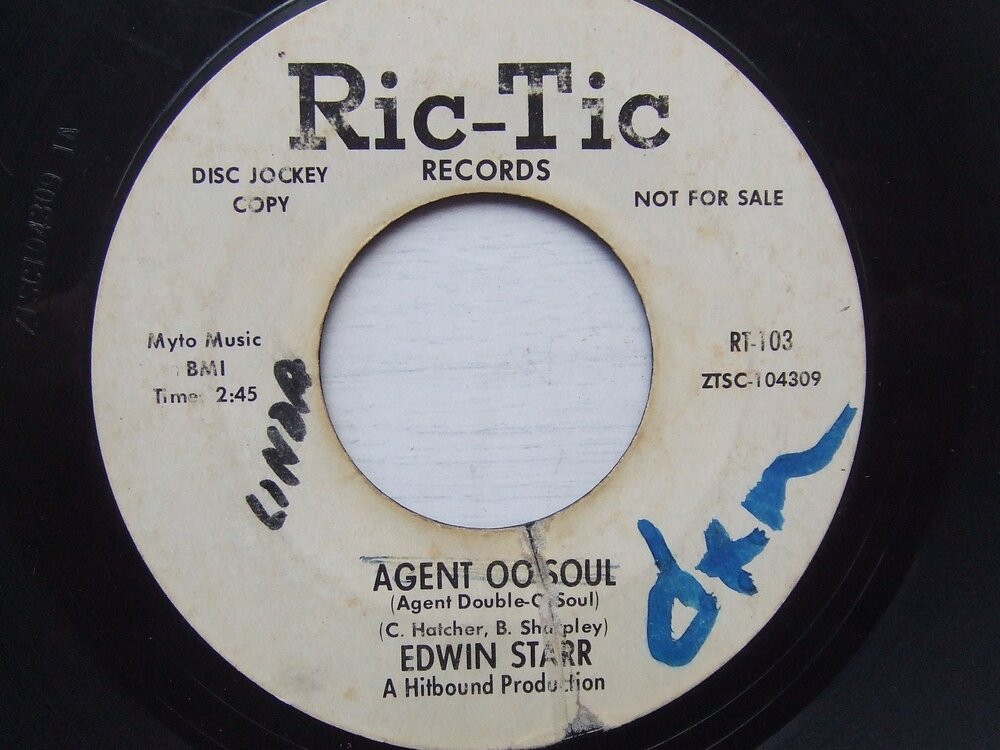 Ric-Tic
RECORDS
DISC JOCKEY
COPY
NOT FOR SALE
Myto Music
BMI
Time: 2:45
RT-103
ZTSC-104309
LINDA
AGENT OO SOUL
(Agent Double-O Soul)
(C. Hatcher, B. Sharpley)
EDWIN STARR
A Hitbound Production